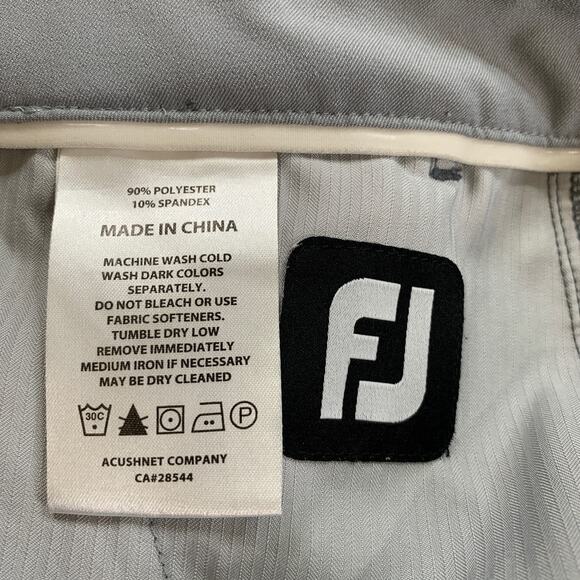 90% POLYESTER
10% SPANDEX
MADE IN CHINA
MACHINE WASH COLD
WASH DARK COLORS
SEPARATELY.
DO NOT BLEACH OR USE
FABRIC SOFTENERS.
TUMBLE DRY LOW
REMOVE IMMEDIATELY
MEDIUM IRON IF NECESSARY
MAY BE DRY CLEANED
30C P
ACUSHNET COMPANY
CA#28544
FJ